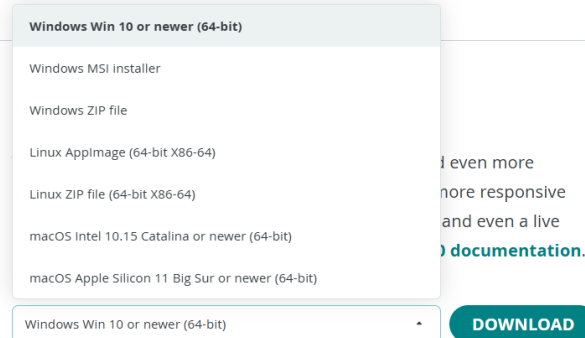 Windows Win 10 or newer (64-bit)
Windows MSI installer
Windows ZIP file
Linux AppImage (64-bit X86-64)
Linux ZIP file (64-bit X86-64)
macOS Intel 10.15 Catalina or newer (64-bit)
macOS Apple Silicon 11 Big Sur or newer (64-bit)
even more
more responsive
and even a live
documentation.
Windows Win 10 or newer (64-bit)
DOWNLOAD